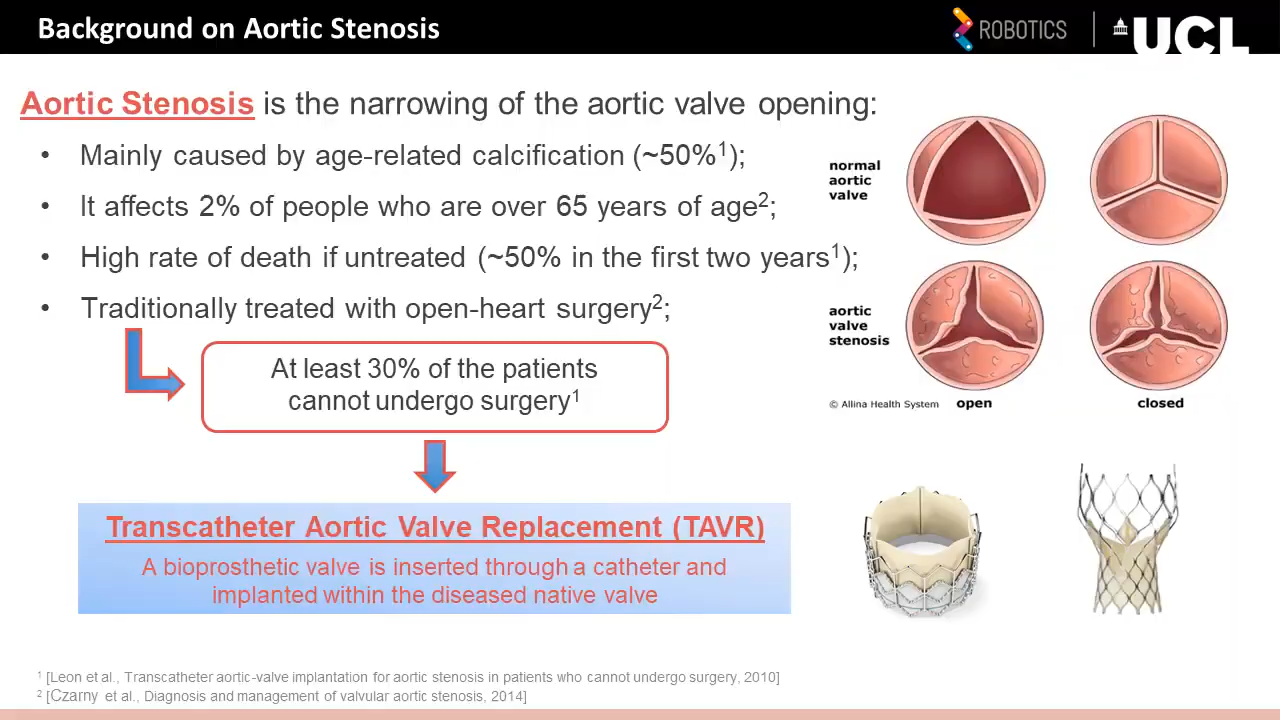 Background on Aortic Stenosis
ROBOTICS
UCL
Aortic Stenosis is the narrowing of the aortic valve opening:
• Mainly caused by age-related calcification (~50%¹);
• It affects 2% of people who are over 65 years of age²;
• High rate of death if untreated (~50% in the first two years¹);
• Traditionally treated with open-heart surgery²;
At least 30% of the patients
cannot undergo surgery¹
Transcatheter Aortic Valve Replacement (TAVR)
A bioprosthetic valve is inserted through a catheter and
implanted within the diseased native valve
normal
aortic
valve
aortic
valve
stenosis
© Allina Health System
open
closed
¹ [Leon et al., Transcatheter aortic-valve implantation for aortic stenosis in patients who cannot undergo surgery, 2010]
² [Czarny et al., Diagnosis and management of valvular aortic stenosis, 2014]